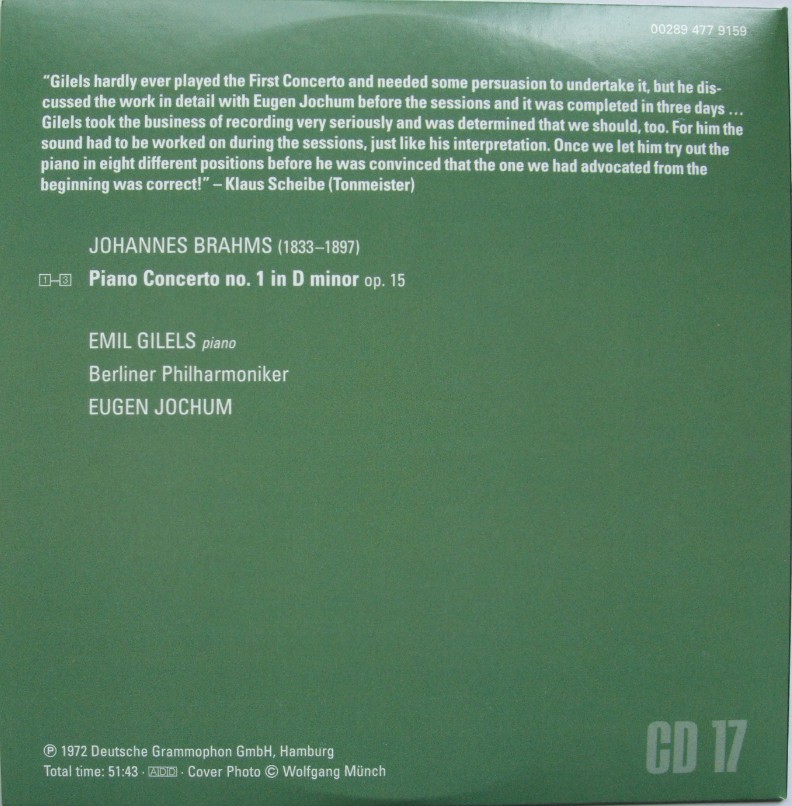 00289 477 9159
“Gilels hardly ever played the First Concerto and needed some persuasion to undertake it, but he dis-
cussed the work in detail with Eugen Jochum before the sessions and it was completed in three days …
Gilels took the business of recording very seriously and was determined that we should, too. For him the
sound had to be worked on during the sessions, just like his interpretation. Once we let him try out the
piano in eight different positions before he was convinced that the one we had advocated from the
beginning was correct!” – Klaus Scheibe (Tonmeister)
JOHANNES BRAHMS (1833–1897)
1–3 Piano Concerto no. 1 in D minor op. 15
EMIL GILELS piano
Berliner Philharmoniker
EUGEN JOCHUM
℗ 1972 Deutsche Grammophon GmbH, Hamburg
Total time: 51:43 · ADD · Cover Photo © Wolfgang Münch
CD 17